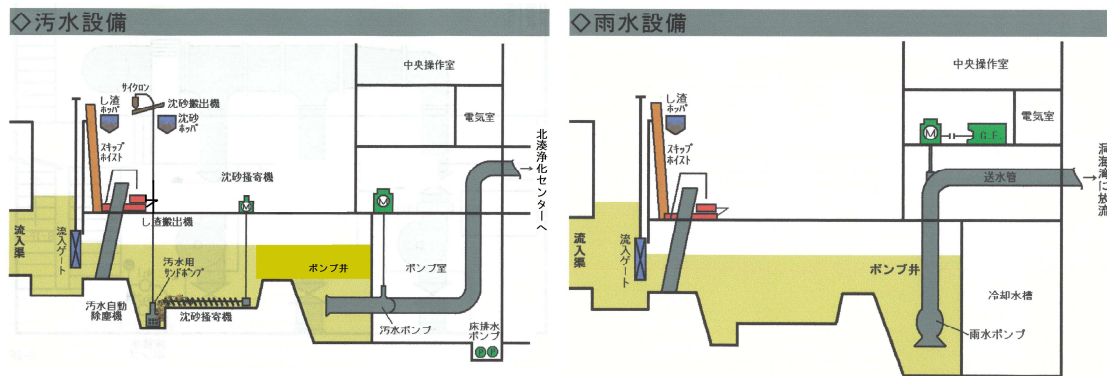 ◇汚水設備
サイクロン
し渣
ホッパ
沈砂搬出機
沈砂
ホッパ
スキップ
ホイスト
中央操作室
電気室
北湊浄化センターへ
沈砂掻寄機
し渣搬出機
流入渠
流入ゲート
汚水用
サンドポンプ
ポンプ井
ポンプ室
汚水自動
除塵機
沈砂掻寄機
汚水ポンプ
床排水
ポンプ
P P
◇雨水設備
中央操作室
し渣
ホッパ
電気室
M
G.E.
スキップ
ホイスト
送水管
洞海湾に放流
流入渠
流入ゲート
ポンプ井
冷却水槽
雨水ポンプ